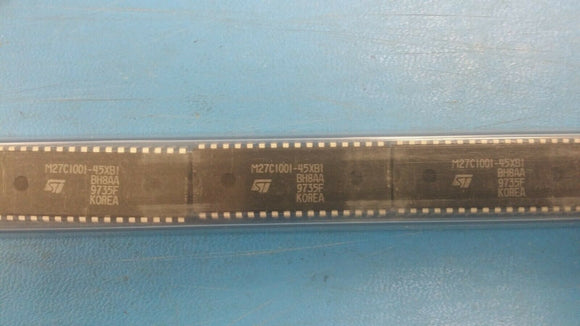 M27C1001-45XB1
BH8AA
ST 9735F
KOREA
M27C1001-45XB1
BH8AA
ST 9735F
KOREA
M27C1001-45XB1
BH8AA
ST 9735F
KOREA